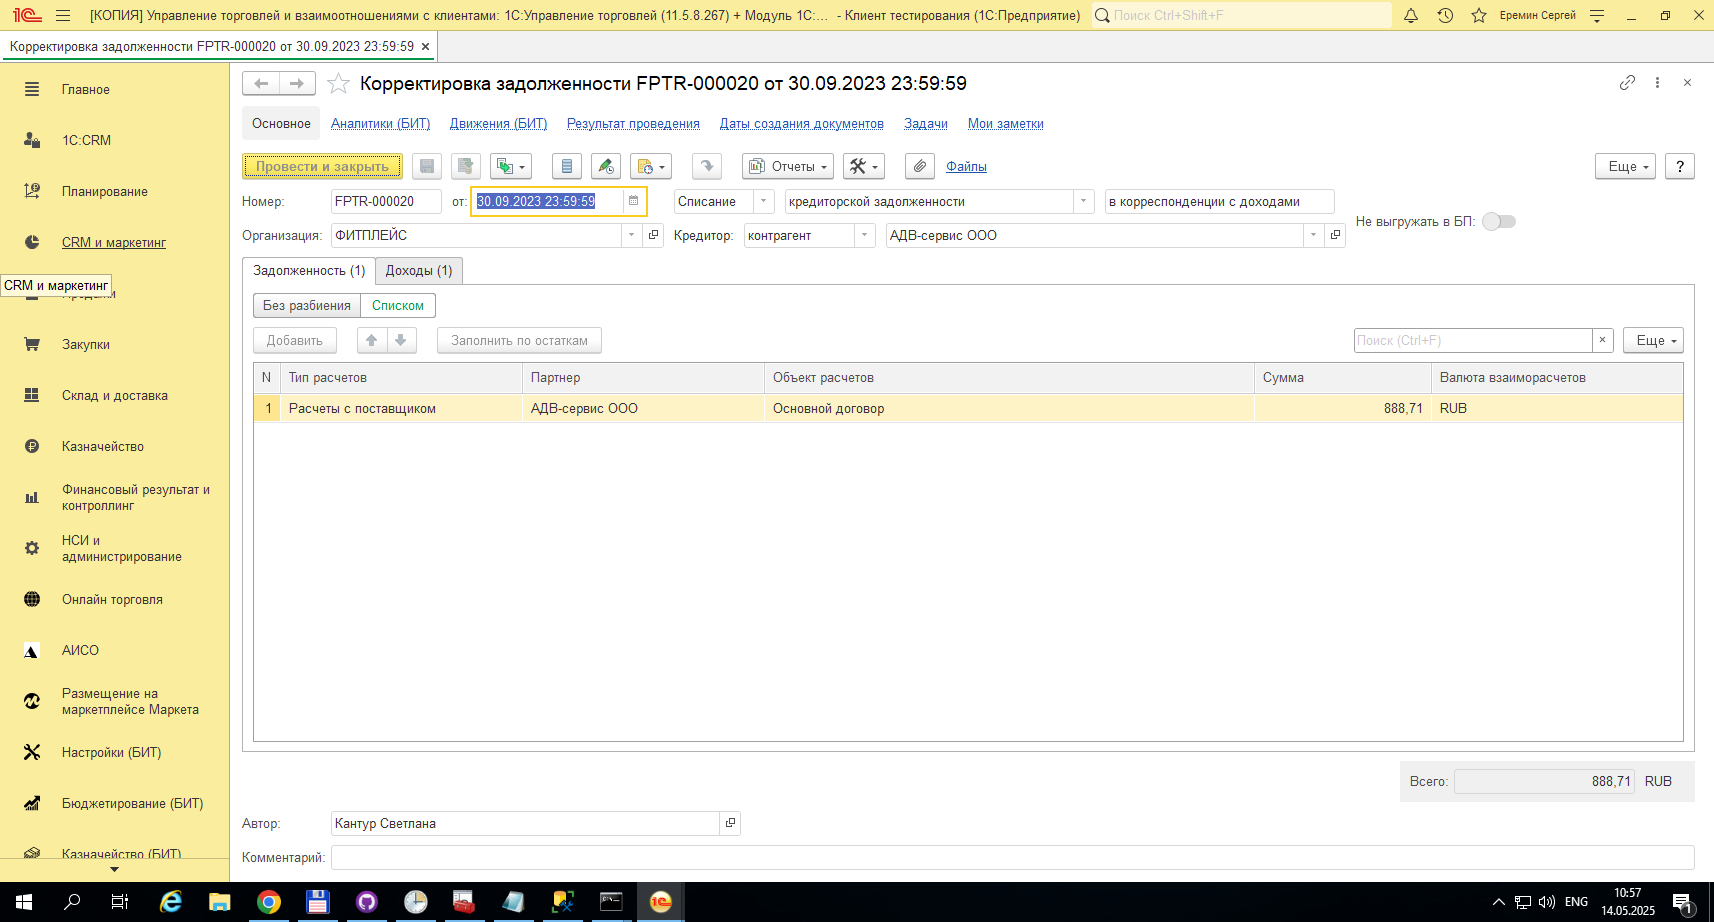 [КОПИЯ] Управление торговли и взаимоотношениями с клиентами: 1С:Управление торговлей (11.5.8.267) + Модуль 1С:... - Клиент тестирования (1С:Предприятие)
Поиск Ctrl+Shift+F
Еремин Сергей
Корректировка задолженности FPTR-000020 от 30.09.2023 23:59:59
Главное
1С:CRM
Планирование
CRM и маркетинг
CRM и маркетинг
Закупки
Склад и доставка
Казначейство
Финансовый результат и
контроллинг
НСИ и
администрирование
Онлайн торговля
АИСО
Размещение на
маркетплейсе Маркета
Настройки (БИТ)
Бюджетирование (БИТ)
Казначейство (БИТ)
Корректировка задолженности FPTR-000020 от 30.09.2023 23:59:59
Основное Аналитики (БИТ) Движения (БИТ) Результат проведения Даты создания документов Задачи Мои заметки
Провести и закрыть Отчеты Файлы Еще ?
Номер: FPTR-000020 от: 30.09.2023 23:59:59 Списание кредиторской задолженности в корреспонденции с доходами
Не выгружать в БП:
Организация: ФИТПЛЕЙС Кредитор: контрагент АДВ-сервис ООО
Задолженность (1) Доходы (1)
Без разбиения Списком
Добавить Заполнить по остаткам Поиск (Ctrl+F) × Еще
N Тип расчетов Партнер Объект расчетов Сумма Валюта взаиморасчетов
1 Расчеты с поставщиком АДВ-сервис ООО Основной договор 888,71 RUB
Всего: 888,71 RUB
Автор: Кантур Светлана
Комментарий:
ENG
10:57
14.05.2025
1